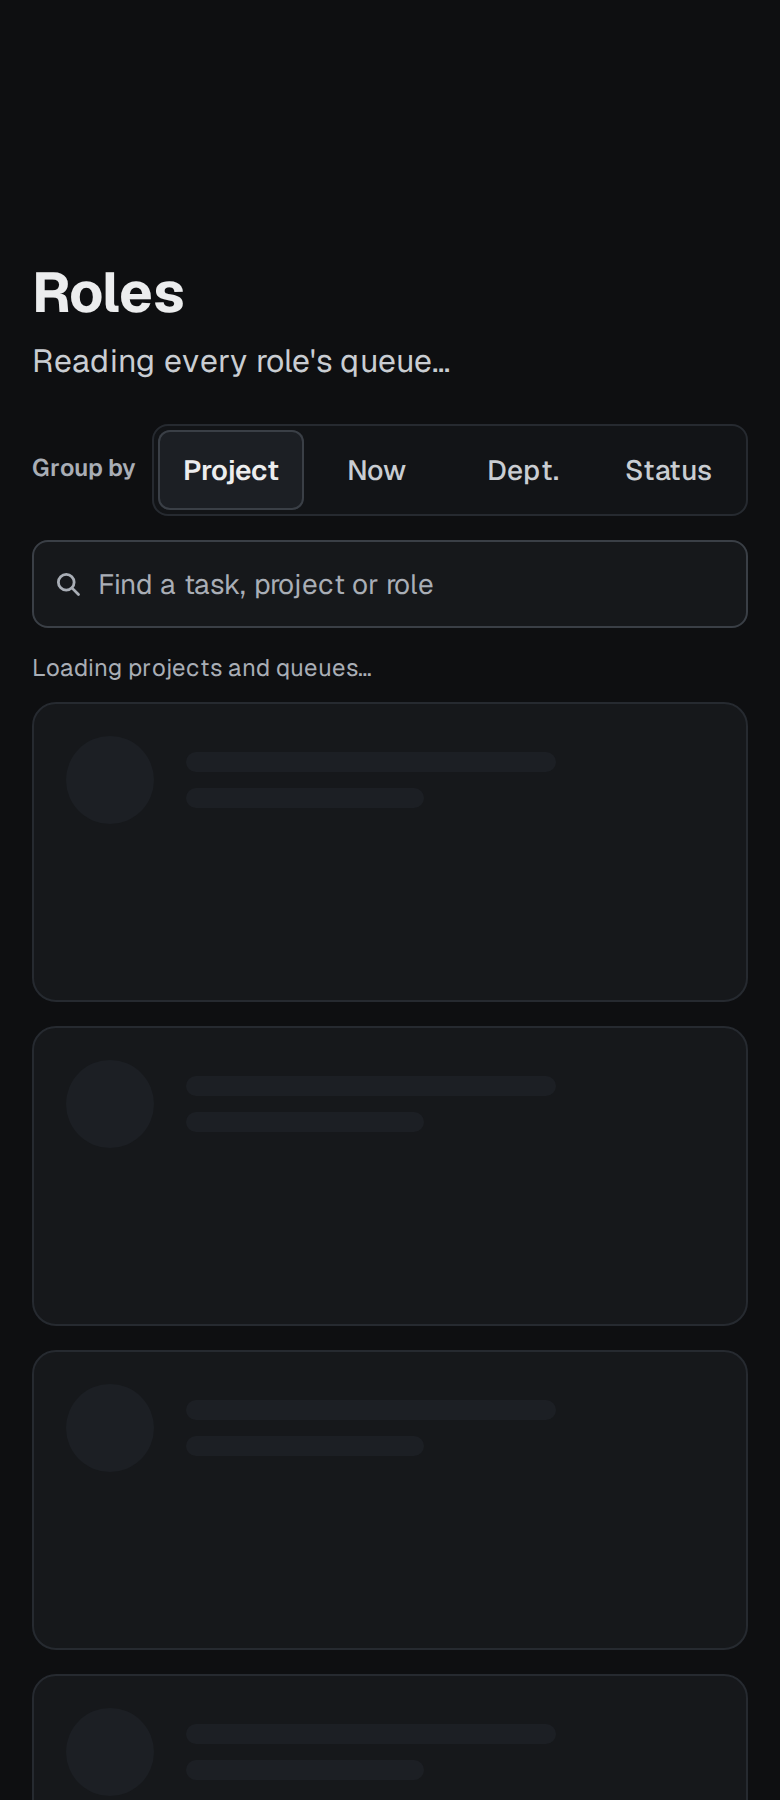 Roles
Reading every role's queue…
Group by Project Now Dept. Status
Find a task, project or role
Loading projects and queues…